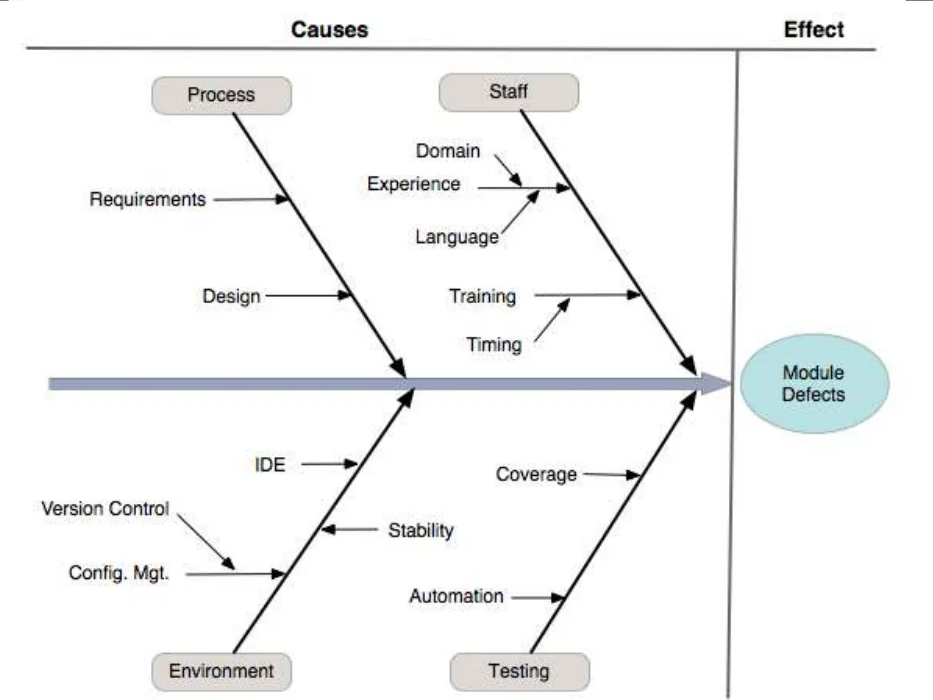 Causes
Effect
Process
Staff
Domain
Experience
Language
Requirements
Design
Training
Timing
Module
Defects
IDE
Version Control
Stability
Config. Mgt.
Coverage
Automation
Environment
Testing